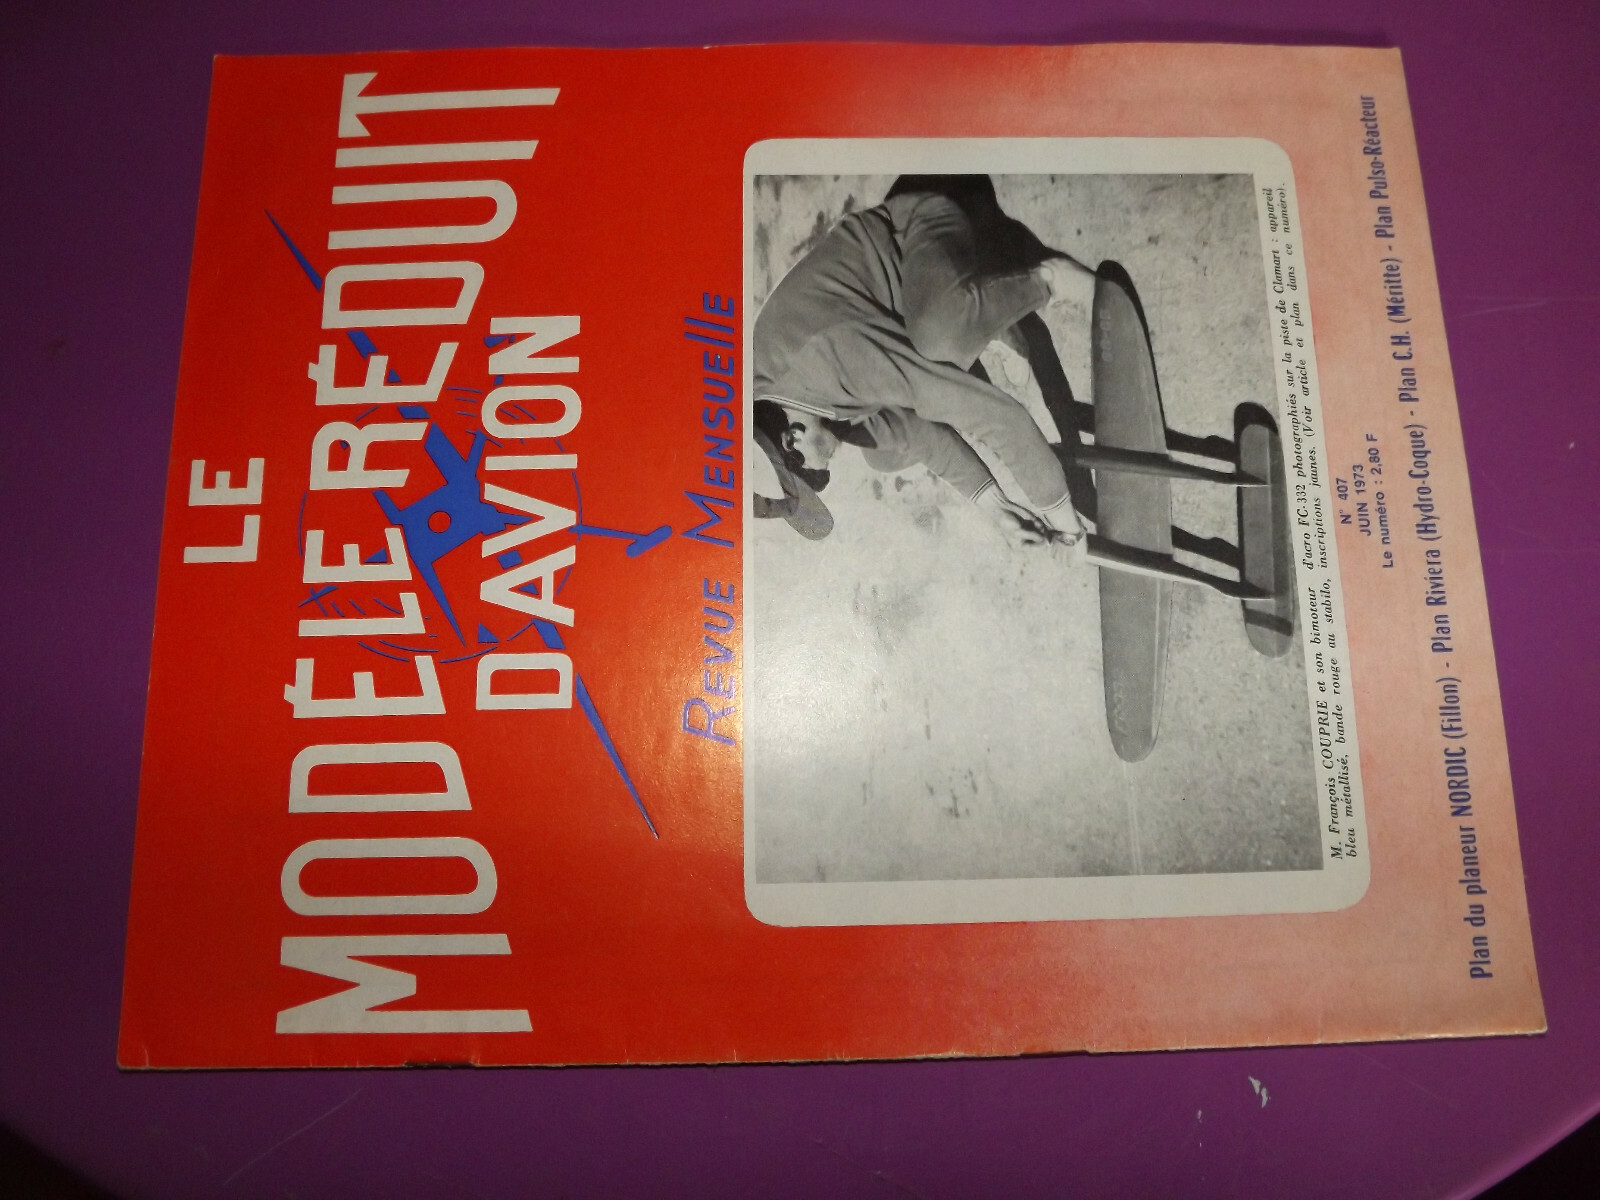 LE
MODÉLE RÉDUIT
D'AVION
REVUE MENSUELLE
M. François COUPRIE et son bimoteur d'acro FC-332 photographiés sur la piste de Clamart : appareil
bleu métallisé, bande rouge au stabilo, inscriptions jaunes. (Voir article et plan dans ce numéro).
N° 407
JUIN 1973
Le numéro : 2,80 F
Plan du planeur NORDIC (Fillon) - Plan Riviera (Hydro-Coque) - Plan C.H. (Méritte) - Plan Pulso-Réacteur